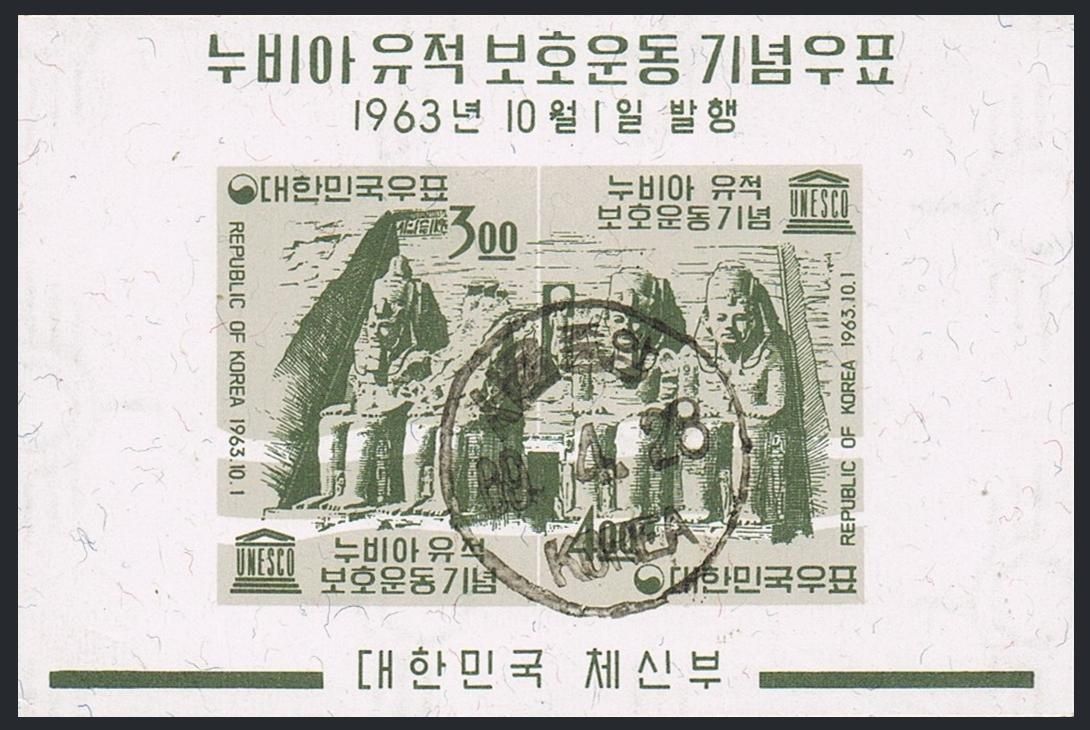 누비아 유적 보호운동 기념우표
1963년 10월 1일 발행
대한민국우표
3.00
REPUBLIC OF KOREA 1963.10.1
누비아 유적
보호운동기념
UNESCO
REPUBLIC OF KOREA 1963.10.1
4. 28
KOREA
4.00
UNESCO
누비아 유적
보호운동기념
대한민국우표
대한민국 체신부